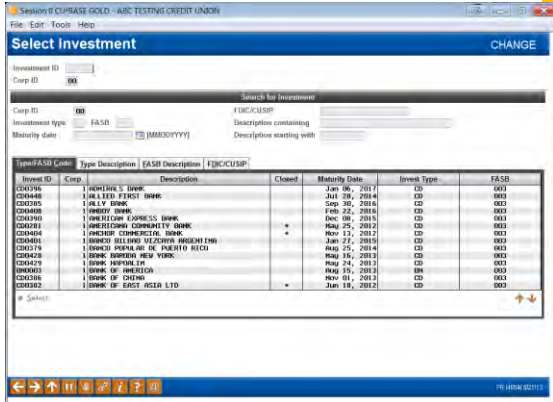 Session 0 CU*BASE GOLD - ABC TESTING CREDIT UNION
File Edit Tools Help
Select Investment CHANGE
Investment ID
Corp ID 00
Search for Investment
Corp ID 00 FDIC/CUSIP
Investment type FASB Description containing
Maturity date [MMDDYYYY] Description starting with
Type/FASB Code Type Description FASB Description FDIC/CUSIP
Invest ID Corp Description Closed Maturity Date Invest Type FASB
CD0396 1 ADMIRALS BANK Jan 06, 2017 CD 003
CD0446 1 ALLIED FIRST BANK Jul 28, 2014 CD 003
CD0385 1 ALLY BANK Sep 30, 2016 CD 003
CD0408 1 AMBOY BANK Feb 22, 2016 CD 003
CD0390 1 AMERICAN EXPRESS BANK Dec 08, 2015 CD 003
CD0281 1 AMERICANA COMMUNITY BANK * May 25, 2012 CD 003
CD0404 1 ANCHOR COMMERCIAL BANK * Nov 13, 2012 CD 003
CD0401 1 BANCO BILBAO VIZCAYA ARGENTINA Jan 27, 2015 CD 003
CD0379 1 BANCO POPULAR DE PUERTO RICO Aug 25, 2014 CD 003
CD0428 1 BANK BARODA NEW YORK May 16, 2013 CD 003
CD0429 1 BANK HAPOALIM May 24, 2013 CD 003
BM0003 1 BANK OF AMERICA Aug 15, 2013 BM 003
CD0386 1 BANK OF CHINA Nov 01, 2013 CD 003
CD0382 1 BANK OF EAST ASIA LTD * Jun 18, 2012 CD 003
Select